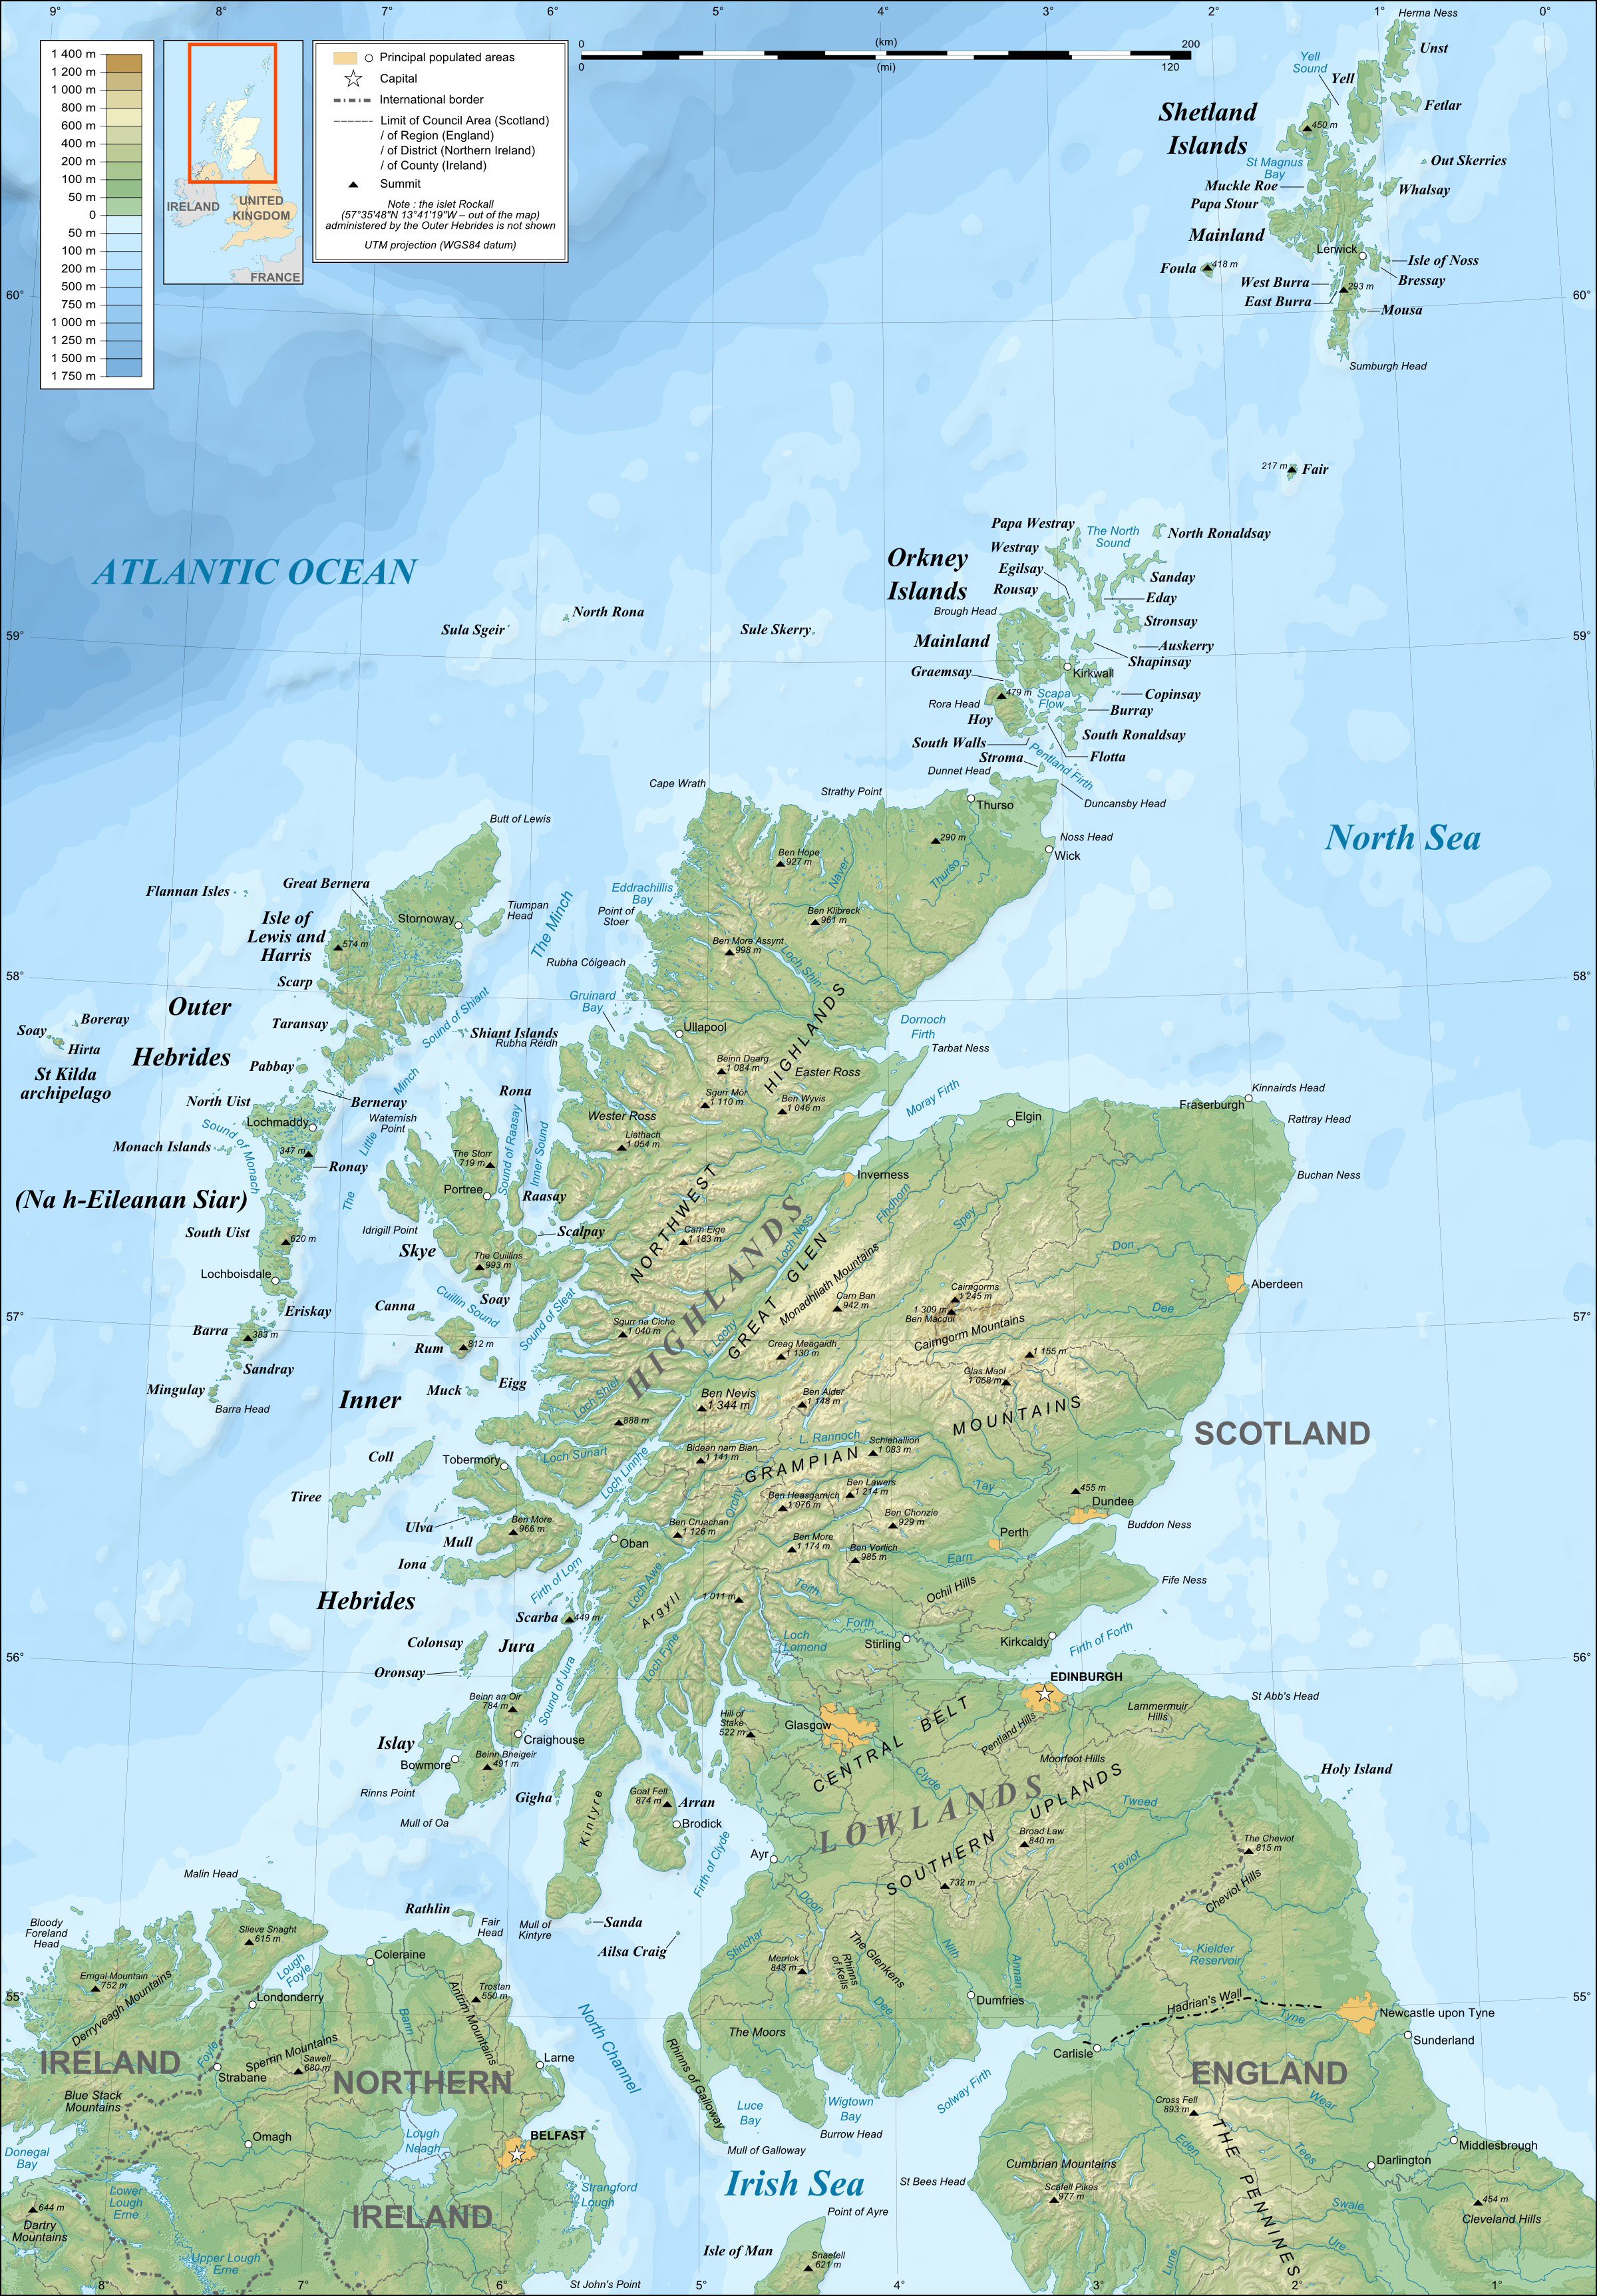 9°
8°
7°
6°
5°
4°
3°
2°
1°
0°
1 400 m
1 200 m
1 000 m
800 m
600 m
400 m
200 m
100 m
50 m
0
50 m
100 m
200 m
500 m
750 m
1 000 m
1 250 m
1 500 m
1 750 m
IRELAND
UNITED
KINGDOM
FRANCE
Principal populated areas
Capital
International border
Limit of Council Area (Scotland)
/ of Region (England)
/ of District (Northern Ireland)
/ of County (Ireland)
Summit
Note : the islet Rockall
(57°35'48"N 13°41'19"W – out of the map)
administered by the Outer Hebrides is not shown
UTM projection (WGS84 datum)
0
(km)
200
0
(mi)
120
Herma Ness
Unst
Yell
Sound
Yell
Fetlar
Shetland
Islands
450 m
St Magnus
Bay
Out Skerries
Muckle Roe
Whalsay
Papa Stour
Mainland
Lerwick
Isle of Noss
Foula
418 m
Bressay
West Burra
293 m
East Burra
Mousa
60°
60°
Sumburgh Head
217 m
Fair
ATLANTIC OCEAN
Papa Westray
The North
Sound
North Ronaldsay
Westray
Orkney
Islands
Egilsay
Sanday
Rousay
Eday
Brough Head
Stronsay
North Rona
Sula Sgeir
Sule Skerry
59°
59°
Mainland
Auskerry
Shapinsay
Graemsay
Kirkwall
479 m
Scapa
Flow
Copinsay
Rora Head
Burray
Hoy
South Ronaldsay
South Walls
Flotta
Stroma
Pentland Firth
Dunnet Head
Cape Wrath
Strathy Point
Thurso
Duncansby Head
Butt of Lewis
290 m
Noss Head
Wick
North Sea
Ben Hope
927 m
Naver
Thurso
Flannan Isles
Great Bernera
Eddrachillis
Bay
Point of
Stoer
Tiumpan
Head
The Minch
Isle of
Lewis and
Harris
Stornoway
574 m
Ben Klibreck
961 m
Ben More Assynt
998 m
Loch Shin
Rubha Còigeach
58°
58°
Scarp
Outer
Hebrides
Gruinard
Bay
Sound of Shiant
Boreray
Soay
Hirta
St Kilda
archipelago
Taransay
Shiant Islands
Rubha Réidh
Ullapool
Dornoch
Firth
Tarbat Ness
Pabbay
Beinn Dearg
1 084 m
Easter Ross
NORTHWEST
HIGHLANDS
Sgurr Mòr
1 110 m
Ben Wyvis
1 046 m
Moray Firth
Kinnairds Head
Fraserburgh
Rattray Head
Elgin
North Uist
Berneray
The
Little
Minch
Rona
Wester Ross
Waternish
Point
Lochmaddy
Sound of Monach
Monach Islands
347 m
Ronay
Liathach
1 054 m
The Storr
719 m
Sound of Raasay
Inner Sound
Buchan Ness
Inverness
Portree
Raasay
(Na h-Eileanan Siar)
South Uist
620 m
Idrigill Point
Scalpay
Skye
Carn Eige
1 183 m
Loch Ness
Findhorn
Spey
Don
The Cuillins
993 m
HIGHLANDS
GREAT GLEN
Monadhliath Mountains
Lochboisdale
Soay
Aberdeen
Eriskay
Canna
Cuillin Sound
Sound of Sleat
Carn Ban
942 m
Cairngorms
1 245 m
1 309 m
Ben Macdui
Dee
57°
57°
Barra
383 m
Rum
812 m
Sgurr na Ciche
1 040 m
L. Lochy
Cairngorm Mountains
Creag Meagaidh
1 130 m
1 155 m
Sandray
Mingulay
Barra Head
Muck
Eigg
Glas Maol
1 068 m
Inner
Loch Shiel
Ben Nevis
1 344 m
Ben Alder
1 148 m
888 m
GRAMPIAN
MOUNTAINS
SCOTLAND
Coll
Tobermory
Loch Sunart
Loch Linnhe
Bidean nam Bian
1 141 m
L. Rannoch
Schiehallion
1 083 m
Tiree
Ben Heasgarnich
1 076 m
Ben Lawers
1 214 m
Tay
455 m
Dundee
Orchy
Ulva
Mull
Ben More
966 m
Ben Cruachan
1 126 m
Ben Chonzie
929 m
Buddon Ness
Oban
Perth
Iona
Ben More
1 174 m
Ben Vorlich
985 m
Earn
Firth of Lorn
Loch Awe
Hebrides
Argyll
1 011 m
Teith
Ochil Hills
Fife Ness
Scarba
449 m
Forth
Colonsay
Jura
Loch Fyne
Loch
Lomond
Stirling
Kirkcaldy
Firth of Forth
Oronsay
56°
56°
Sound of Jura
EDINBURGH
Beinn an Oir
784 m
St Abb's Head
Hill of
Stake
522 m
Glasgow
CENTRAL BELT
Pentland Hills
Lammermuir
Hills
Islay
Craighouse
Bowmore
Beinn Bheigeir
491 m
Moorfoot Hills
Clyde
Holy Island
Rinns Point
Gigha
Kintyre
Goat Fell
874 m
Arran
LOWLANDS
Tweed
Mull of Oa
Brodick
SOUTHERN UPLANDS
Broad Law
840 m
Ayr
Firth of Clyde
Teviot
The Cheviot
815 m
Malin Head
732 m
Cheviot Hills
Doon
Rathlin
Bloody
Foreland
Head
Slieve Snaght
615 m
Fair
Head
Mull of
Kintyre
Sanda
Ailsa Craig
Stinchar
Nith
Annan
Kielder
Reservoir
Coleraine
Lough
Foyle
Merrick
843 m
Rhinns
of Kells
The Glenkens
Errigal Mountain
752 m
Derryveagh Mountains
Trostan
550 m
Antrim Mountains
55°
55°
Londonderry
Bann
North Channel
Dee
Dumfries
Hadrian's Wall
Newcastle upon Tyne
Tyne
Sunderland
The Moors
Rhinns of Galloway
Carlisle
IRELAND
Foyle
Sperrin Mountains
Sawell
680 m
Strabane
NORTHERN
Larne
ENGLAND
Blue Stack
Mountains
Luce
Bay
Wigtown
Bay
Solway Firth
Cross Fell
893 m
Wear
Burrow Head
Omagh
Lough
Neagh
BELFAST
Donegal
Bay
Mull of Galloway
Eden
THE PENNINES
Tees
Middlesbrough
Darlington
Irish Sea
Cumbrian Mountains
St Bees Head
Lower
Lough
Erne
Strangford
Lough
Scafell Pikes
977 m
Swale
454 m
644 m
Dartry
Mountains
IRELAND
Point of Ayre
Cleveland Hills
Upper Lough
Erne
Isle of Man
Snaefell
621 m
Lune
Ure
St John's Point
8°
7°
6°
5°
4°
3°
2°
1°